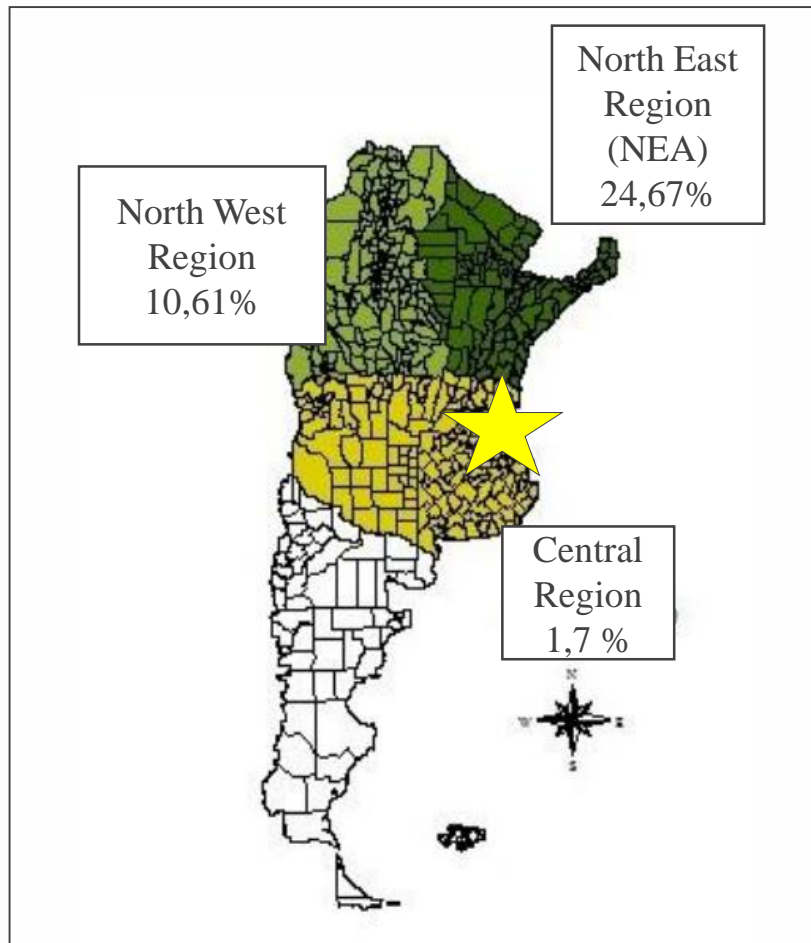 North East
Region
(NEA)
24,67%
North West
Region
10,61%
Central
Region
1,7 %
N
W
E
S